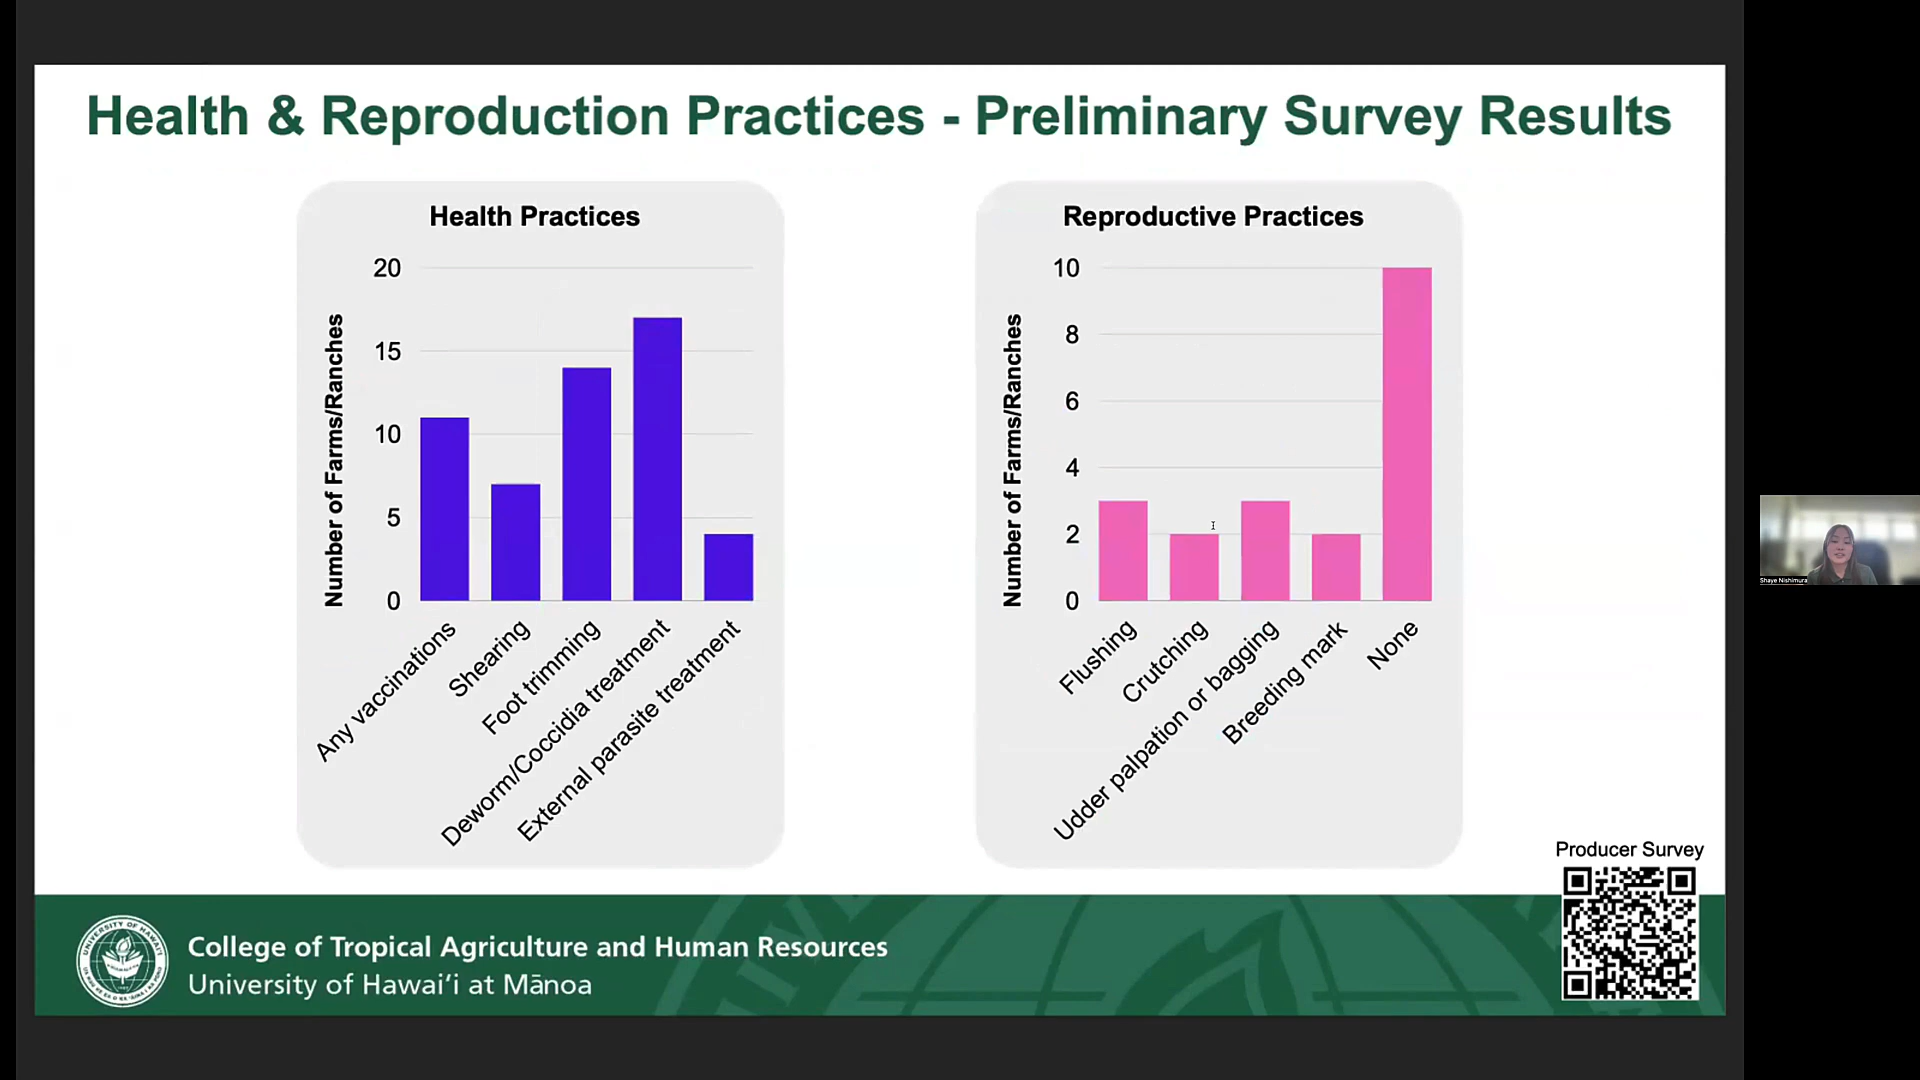 Health & Reproduction Practices - Preliminary Survey Results
Health Practices
Number of Farms/Ranches
20
15
10
5
0
Any vaccinations
Shearing
Foot trimming
Deworm/Coccidia treatment
External parasite treatment
Reproductive Practices
Number of Farms/Ranches
10
8
6
4
2
0
Flushing
Crutching
Udder palpation or bagging
Breeding mark
None
Producer Survey
UNIVERSITY OF HAWAI‘I
College of Tropical Agriculture and Human Resources
University of Hawai‘i at Mānoa
Shaye Nishimura